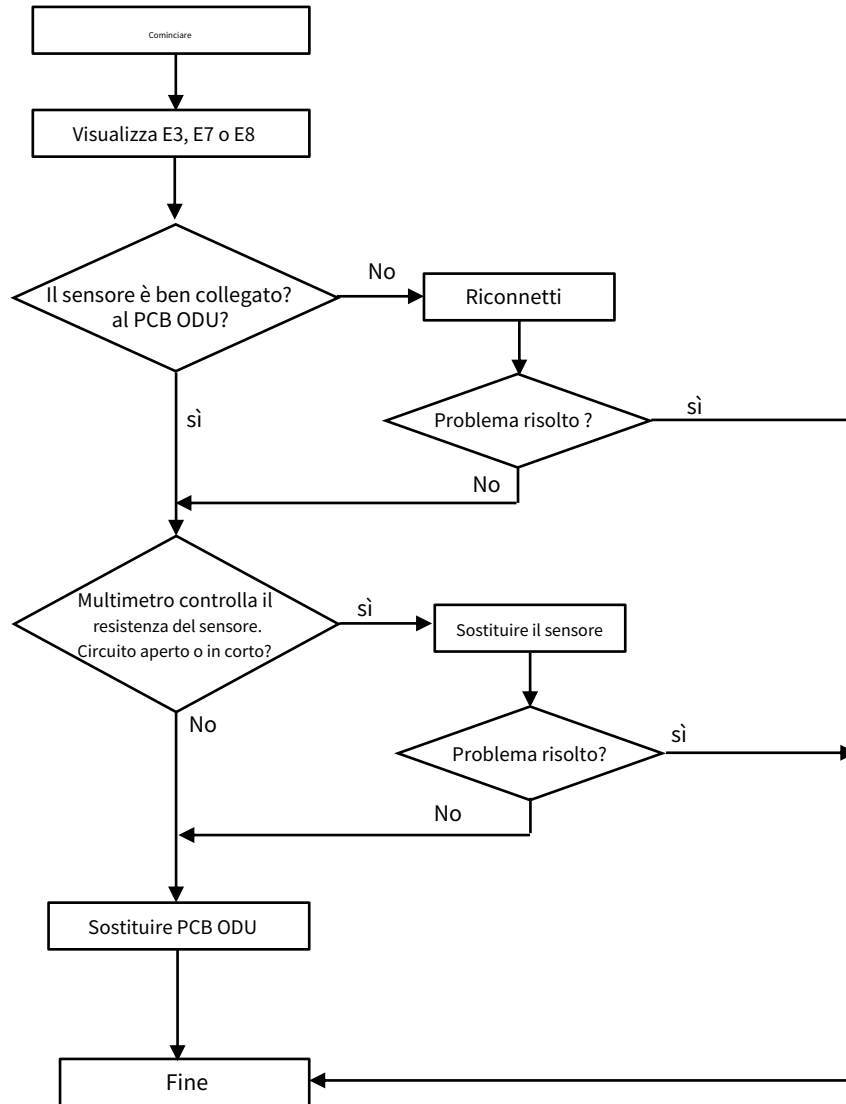 Cominciare
Visualizza E3, E7 o E8
Il sensore è ben collegato?
al PCB ODU?
No
Riconnetti
sì
Problema risolto ?
sì
No
Multimetro controlla il
resistenza del sensore.
Circuito aperto o in corto?
sì
Sostituire il sensore
No
Problema risolto?
sì
No
Sostituire PCB ODU
Fine